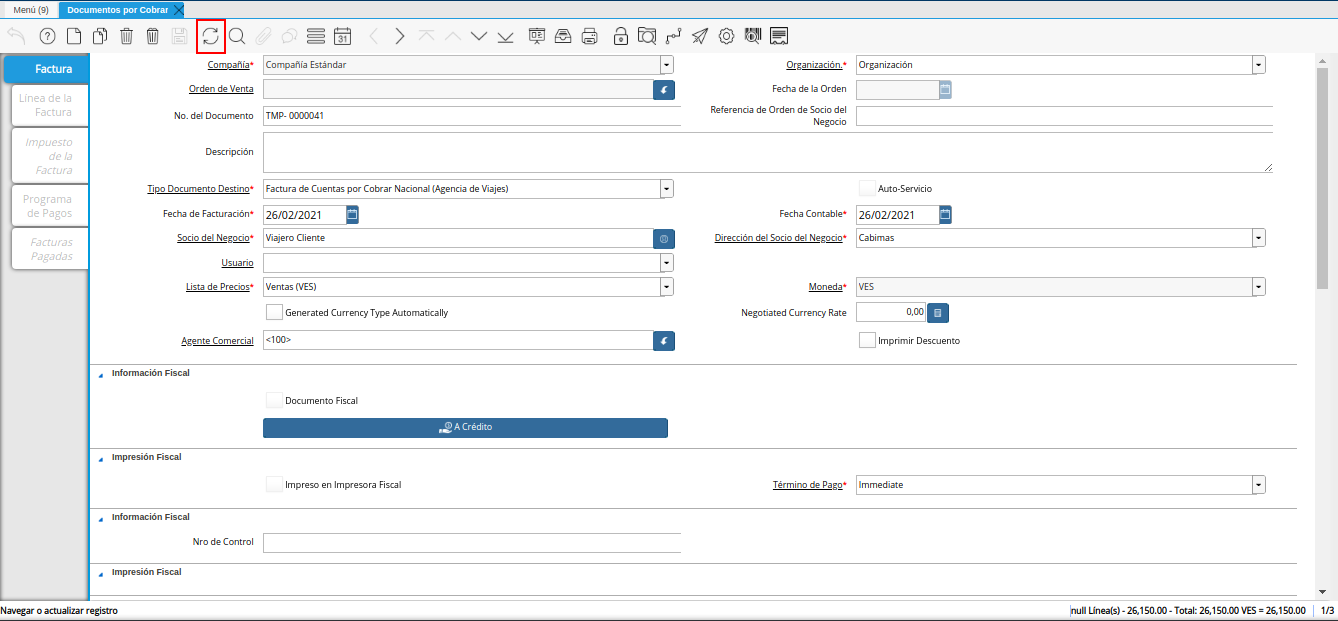 Menú (9)
Documentos por Cobrar
31
Factura
Línea de la
Factura
Impuesto
de la
Factura
Programa
de Pagos
Facturas
Pagadas
Compañía* Compañía Estándar Organización.* Organización
Orden de Venta Fecha de la Orden
No. del Documento TMP- 0000041 Referencia de Orden de Socio del
Negocio
Descripción
Tipo Documento Destino* Factura de Cuentas por Cobrar Nacional (Agencia de Viajes) Auto-Servicio
Fecha de Facturación* 26/02/2021 Fecha Contable* 26/02/2021
Socio del Negocio* Viajero Cliente Dirección del Socio del Negocio* Cabimas
Usuario
Lista de Precios* Ventas (VES) Moneda* VES
Generated Currency Type Automatically Negotiated Currency Rate 0,00
Agente Comercial <100> Imprimir Descuento
Información Fiscal
Documento Fiscal
A Crédito
Impresión Fiscal
Impreso en Impresora Fiscal Término de Pago* Immediate
Información Fiscal
Nro de Control
Impresión Fiscal
Navegar o actualizar registro null Línea(s) - 26,150.00 - Total: 26,150.00 VES = 26,150.00 1/3